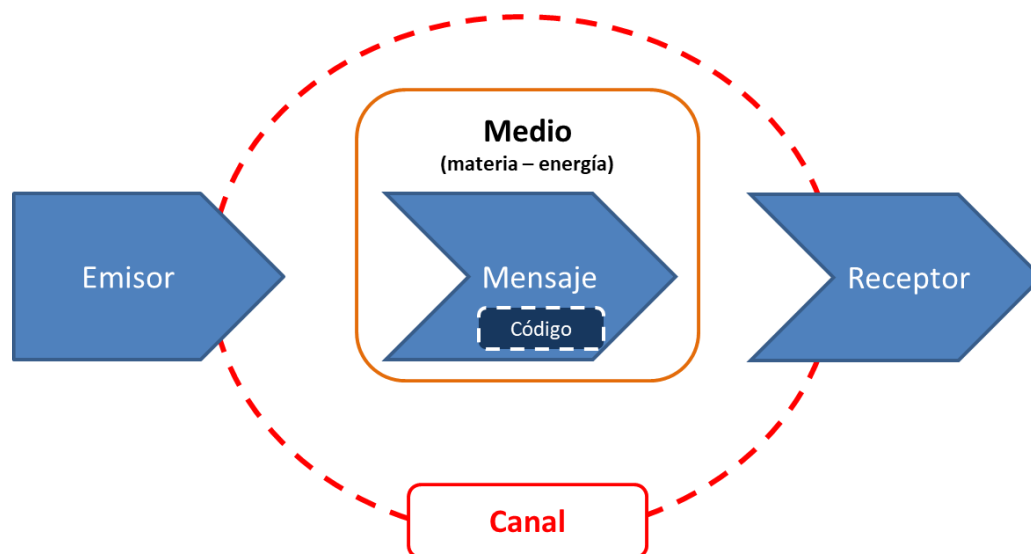 Medio
(materia – energía)
Emisor
Mensaje
Receptor
Código
Canal